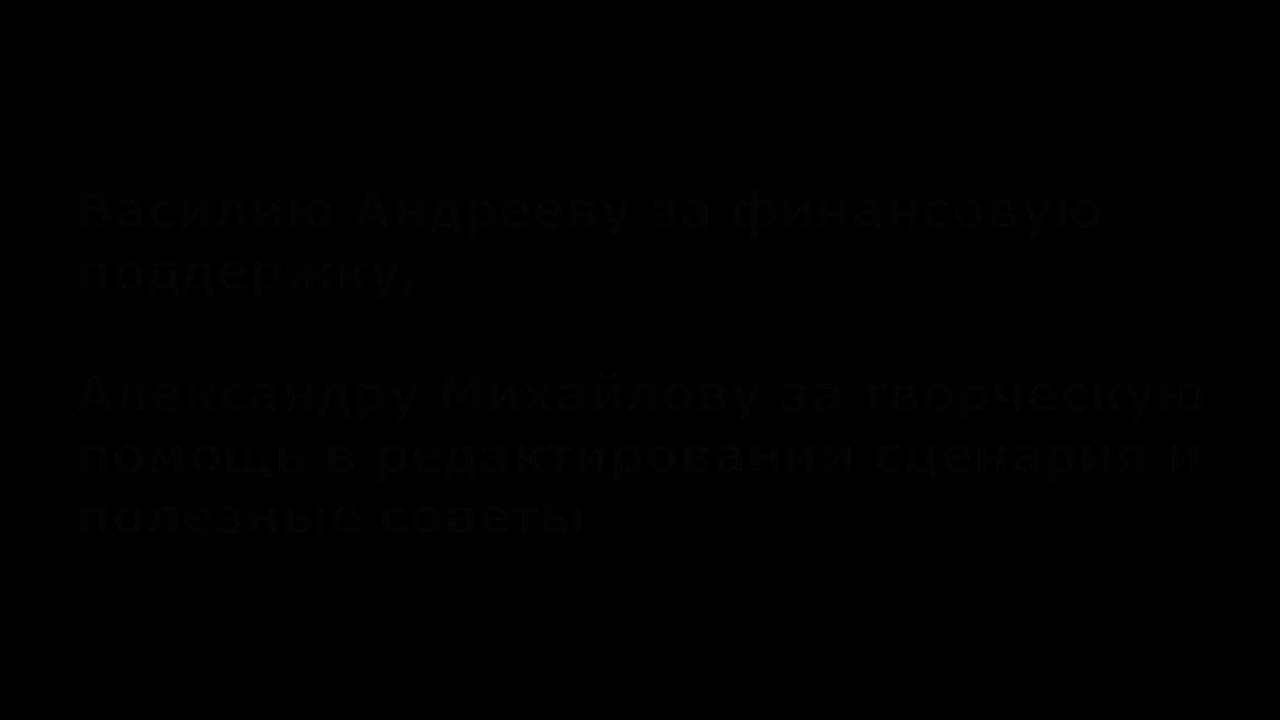 Василию Андрееву за финансовую
поддержку,
Александру Михайлову за творческую
помощь в редактировании сценария и
полезные советы